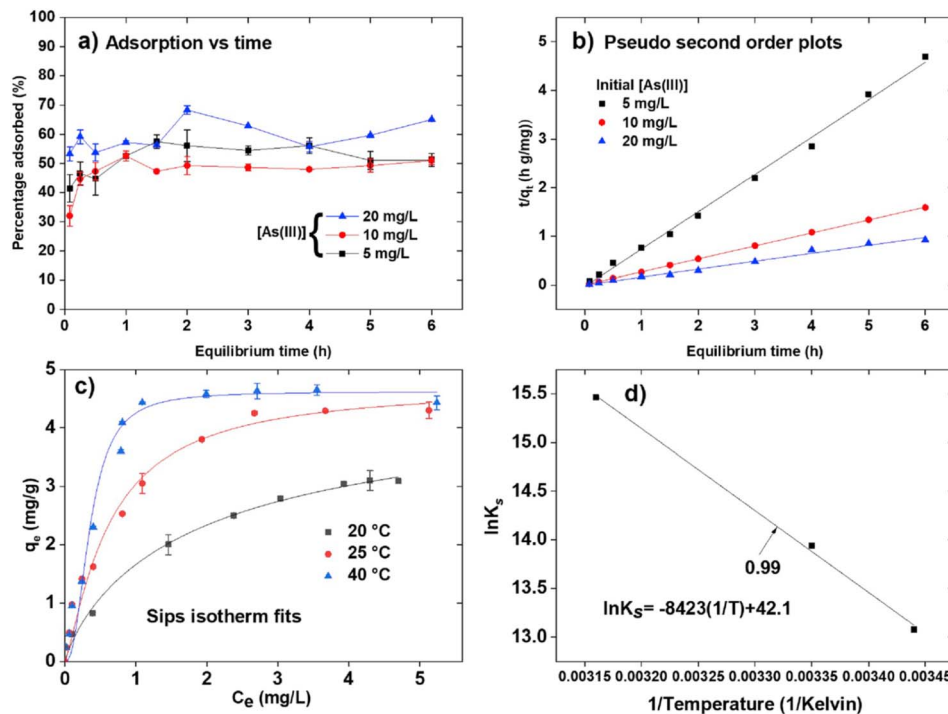 a) Adsorption vs time
Percentage adsorbed (%)
100
90
80
70
60
50
40
30
20
10
0
[As(III)] {
20 mg/L
10 mg/L
5 mg/L
0 1 2 3 4 5 6
Equilibrium time (h)
b) Pseudo second order plots
t/qt (h g/mg))
5
4
3
2
1
0
Initial [As(III)]
5 mg/L
10 mg/L
20 mg/L
0 1 2 3 4 5 6
Equilibrium time (h)
c)
qe (mg/g)
5
4
3
2
1
0
20 °C
25 °C
40 °C
Sips isotherm fits
0 1 2 3 4 5
Ce (mg/L)
d)
lnKs
15.5
15.0
14.0
13.0
0.99
lnKs= -8423(1/T)+42.1
0.00315 0.00320 0.00325 0.00330 0.00335 0.00340 0.00345
1/Temperature (1/Kelvin)